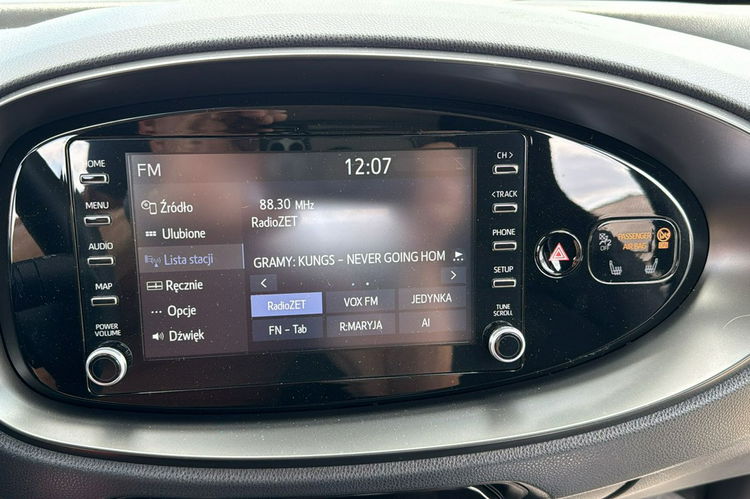 FM
12:07
HOME
MENU
AUDIO
MAP
POWER
VOLUME
Źródło
Ulubione
Lista stacji
Ręcznie
Opcje
Dźwięk
88.30 MHz
RadioZET
GRAMY: KUNGS - NEVER GOING HOM
<
>
RadioZET
VOX FM
JEDYNKA
FN - Tab
R:MARYJA
AI
CH >
< TRACK
PHONE
SETUP
TUNE
SCROLL
PASSENGER
AIR BAG